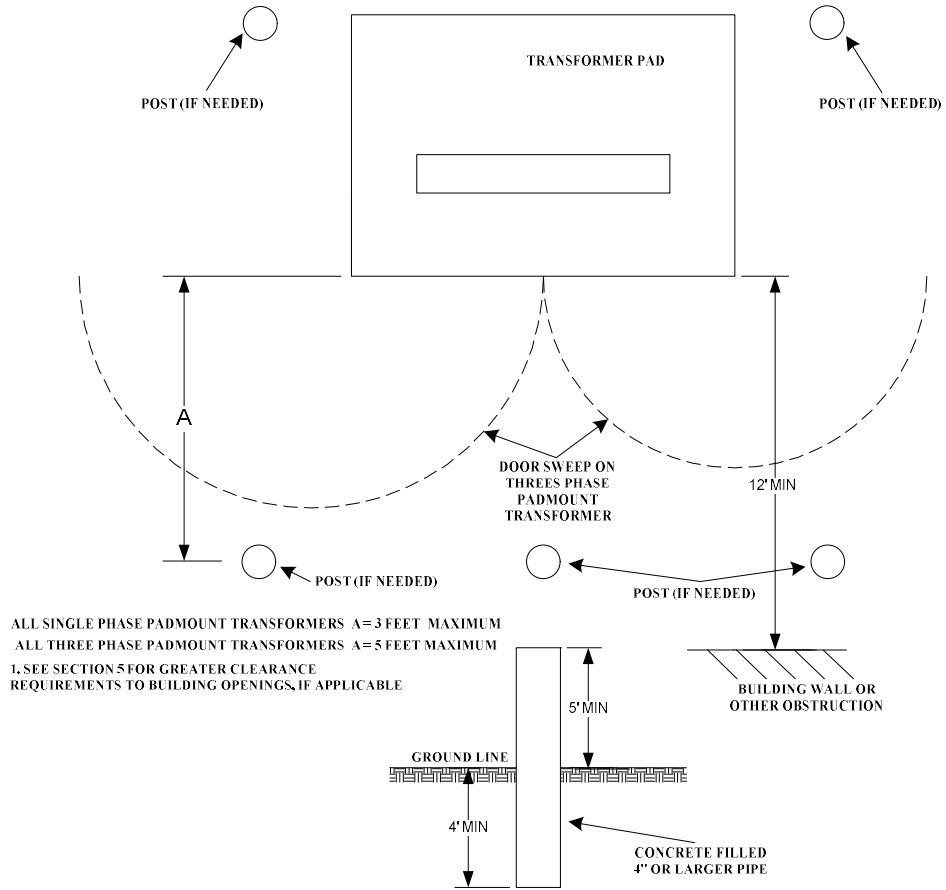 TRANSFORMER PAD
POST (IF NEEDED)
POST (IF NEEDED)
A
DOOR SWEEP ON
THREES PHASE
PADMOUNT
TRANSFORMER
12' MIN
POST (IF NEEDED)
POST (IF NEEDED)
ALL SINGLE PHASE PADMOUNT TRANSFORMERS A = 3 FEET MAXIMUM
ALL THREE PHASE PADMOUNT TRANSFORMERS A = 5 FEET MAXIMUM
1. SEE SECTION 5 FOR GREATER CLEARANCE
REQUIREMENTS TO BUILDING OPENINGS, IF APPLICABLE
BUILDING WALL OR
OTHER OBSTRUCTION
5' MIN
GROUND LINE
4' MIN
CONCRETE FILLED
4" OR LARGER PIPE